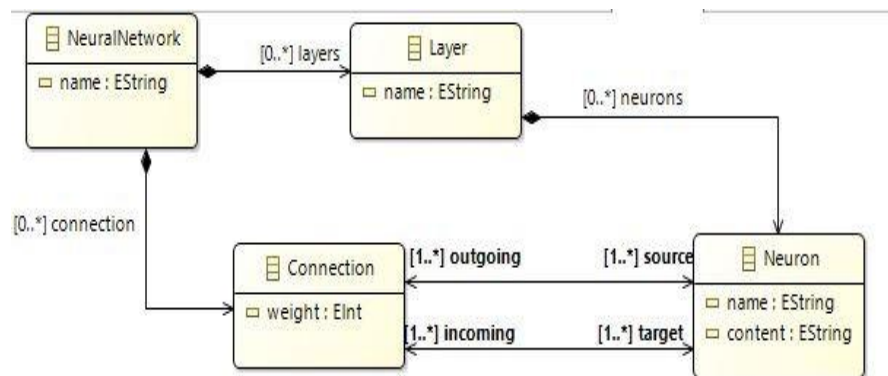 NeuralNetwork
name : EString
[0..*] layers
Layer
name : EString
[0..*] neurons
[0..*] connection
Connection
weight : EInt
[1..*] outgoing
[1..*] source
[1..*] incoming
[1..*] target
Neuron
name : EString
content : EString